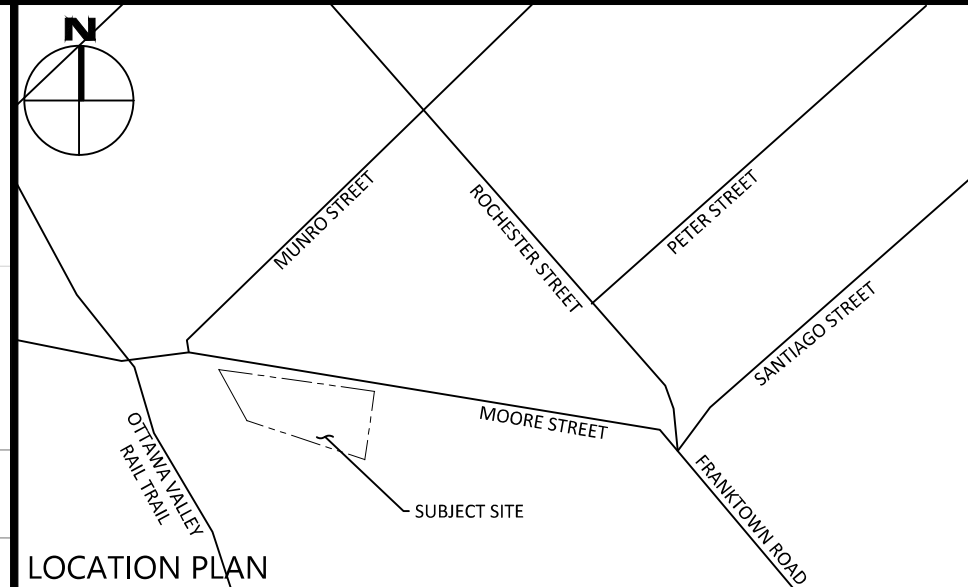 N
MUNRO STREET
ROCHESTER STREET
PETER STREET
SANTIAGO STREET
MOORE STREET
OTTAWA VALLEY
RAIL TRAIL
SUBJECT SITE
FRANKTOWN ROAD
LOCATION PLAN